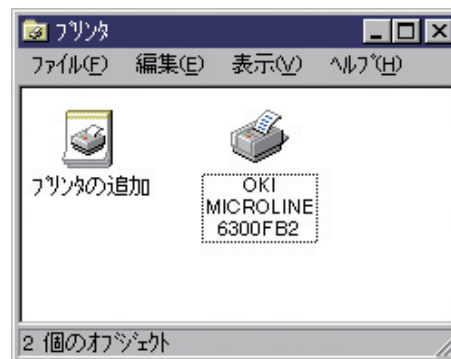 プリンタ
ファイル(F) 編集(E) 表示(V) ヘルプ(H)
プリンタの追加
OKI
MICROLINE
6300FB2
2 個のオブジェクト